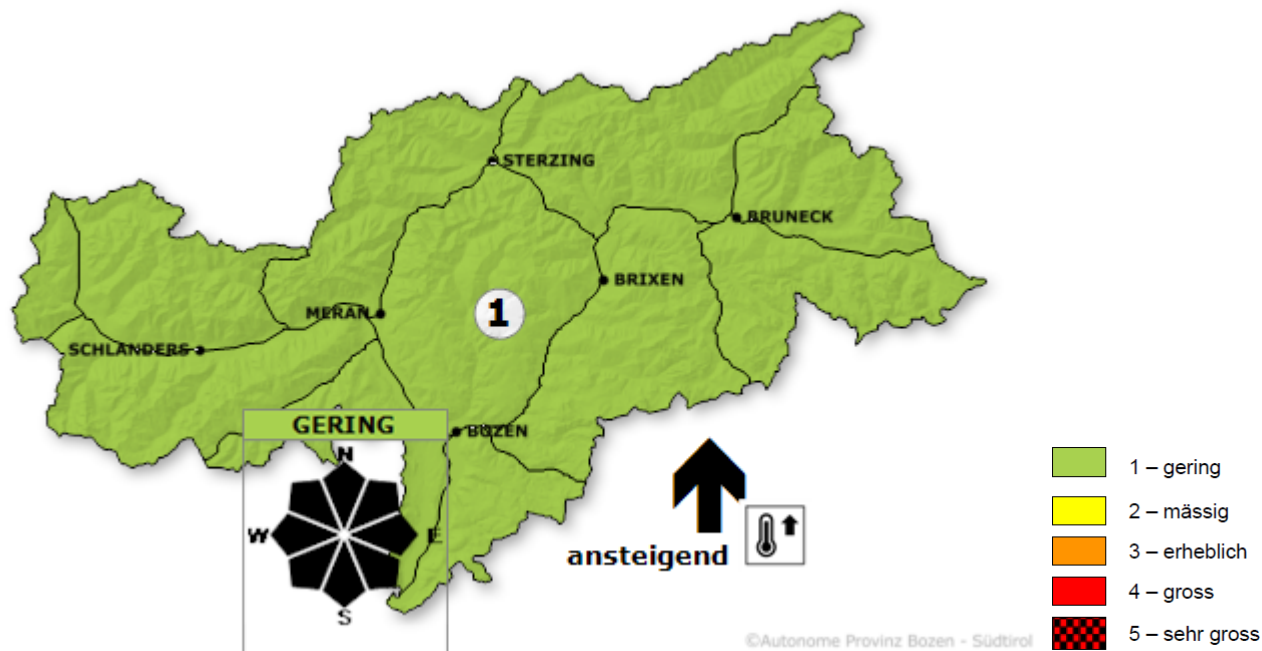 STERZING
BRUNECK
BRIXEN
MERAN
1
SCHLANDERS
GERING
BOZEN
N
W
E
S
ansteigend
1 – gering
2 – mässig
3 – erheblich
4 – gross
5 – sehr gross
©Autonome Provinz Bozen - Südtirol